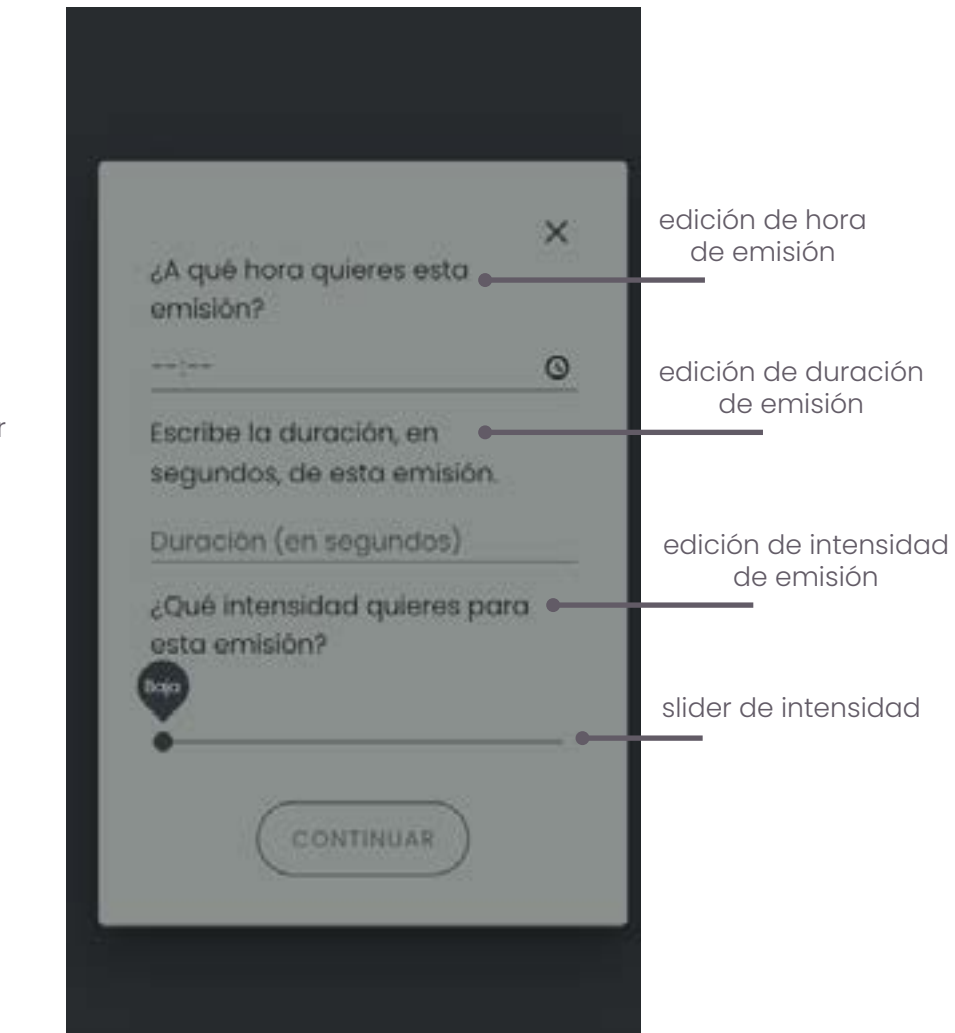 edición de hora
de emisión
¿A qué hora quieres esta
emisión?
--:--
edición de duración
de emisión
Escribe la duración, en
segundos, de esta emisión.
Duración (en segundos)
edición de intensidad
de emisión
¿Qué intensidad quieres para
esta emisión?
Baja
slider de intensidad
CONTINUAR